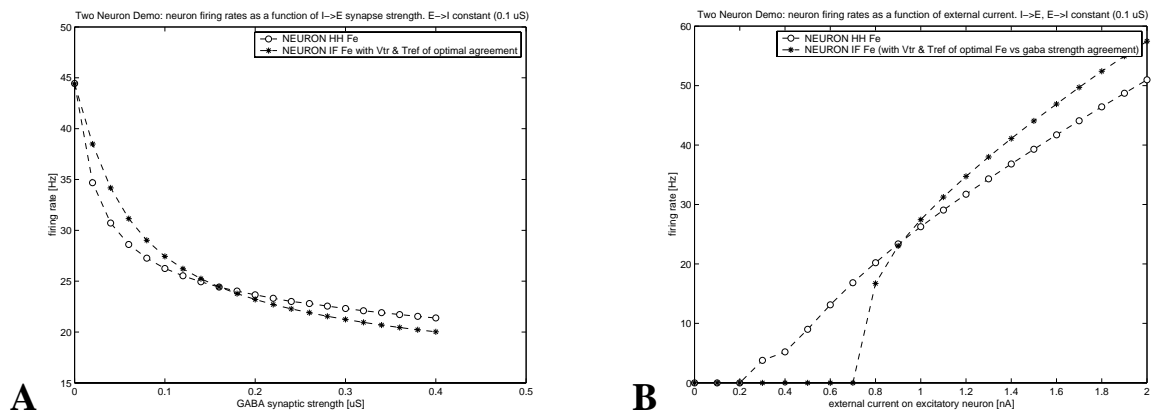 Two Neuron Demo: neuron firing rates as a function of I->E synapse strength. E->I constant (0.1 uS)
NEURON HH Fe
NEURON IF Fe with Vtr & Tref of optimal agreement
50
45
40
35
30
25
20
15
firing rate [Hz]
0
0.1
0.2
0.3
0.4
0.5
GABA synaptic strength [uS]
A
Two Neuron Demo: neuron firing rates as a function of external current. I->E, E->I constant (0.1 uS)
NEURON HH Fe
NEURON IF Fe (with Vtr & Tref of optimal Fe vs gaba strength agreement)
60
50
40
30
20
10
0
firing rate [Hz]
0
0.2
0.4
0.6
0.8
1
1.2
1.4
1.6
1.8
2
external current on excitatory neuron [nA]
B